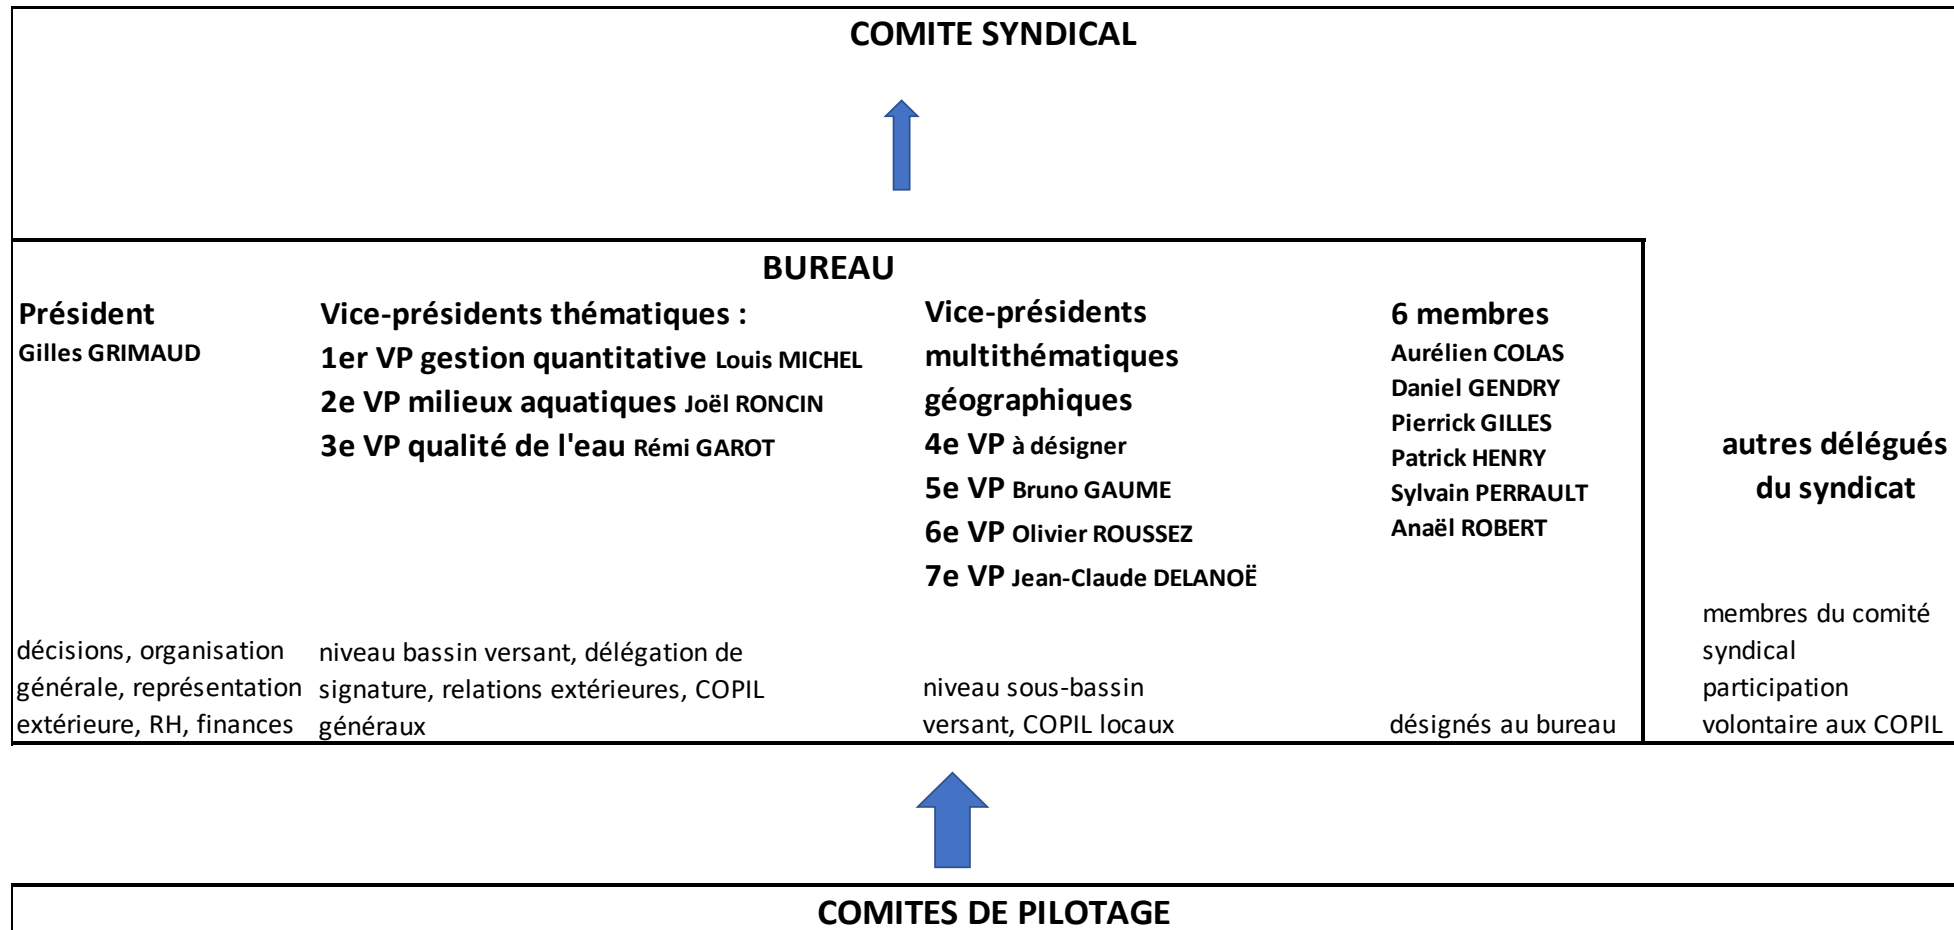 COMITE SYNDICAL
BUREAU
Président
Gilles GRIMAUD
décisions, organisation
générale, représentation
extérieure, RH, finances
Vice-présidents thématiques :
1er VP gestion quantitative Louis MICHEL
2e VP milieux aquatiques Joël RONCIN
3e VP qualité de l'eau Rémi GAROT
niveau bassin versant, délégation de
signature, relations extérieures, COPIL
généraux
Vice-présidents
multithématiques
géographiques
4e VP à désigner
5e VP Bruno GAUME
6e VP Olivier ROUSSEZ
7e VP Jean-Claude DELANOË
niveau sous-bassin
versant, COPIL locaux
6 membres
Aurélien COLAS
Daniel GENDRY
Pierrick GILLES
Patrick HENRY
Sylvain PERRAULT
Anaël ROBERT
désignés au bureau
autres délégués
du syndicat
membres du comité
syndical
participation
volontaire aux COPIL
COMITES DE PILOTAGE